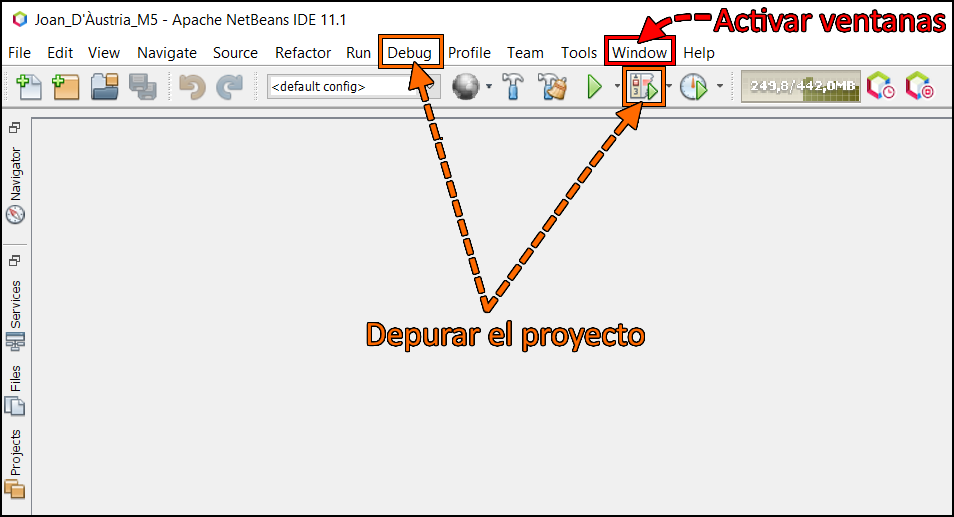 Joan_D'Àustria_M5 - Apache NetBeans IDE 11.1
Activar ventanas
File Edit View Navigate Source Refactor Run Debug Profile Team Tools Window Help
<default config>
249,8/442,0MB
Navigator
Services
Files
Projects
Depurar el proyecto